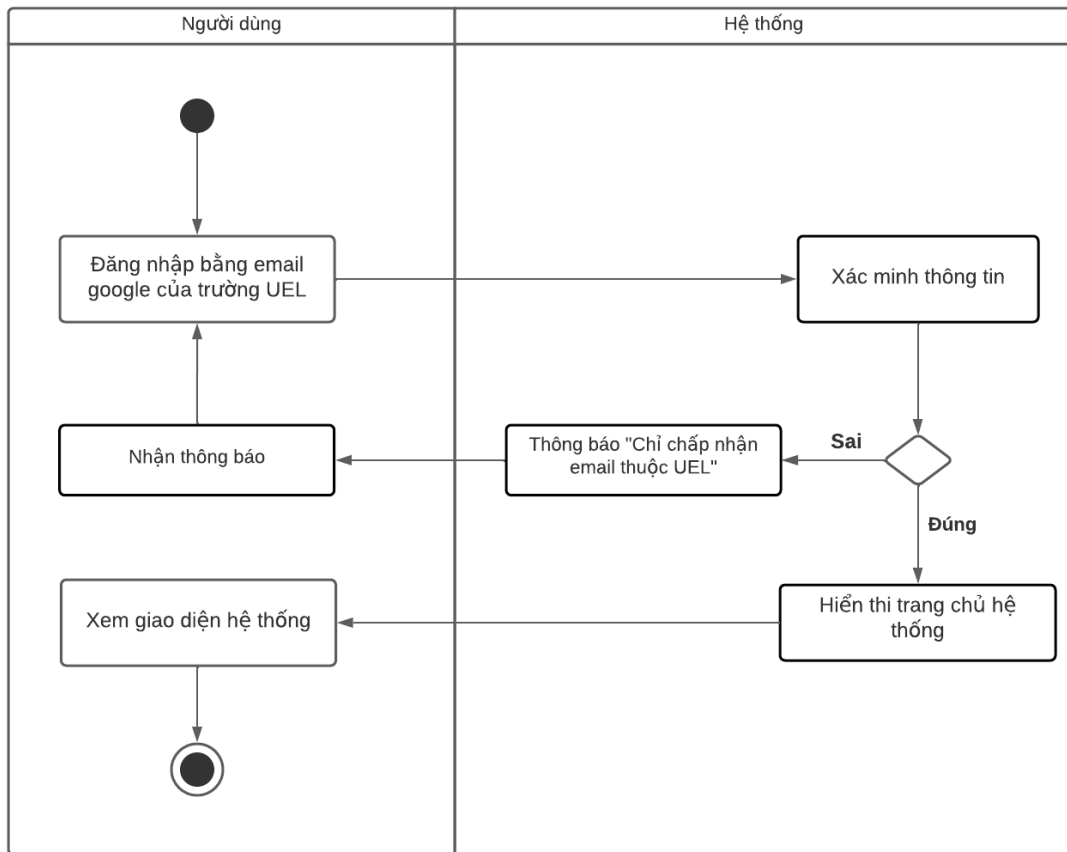 Người dùng
Hệ thống
Đăng nhập bằng email
google của trường UEL
Xác minh thông tin
Nhận thông báo
Thông báo "Chỉ chấp nhận
email thuộc UEL"
Sai
Đúng
Xem giao diện hệ thống
Hiển thi trang chủ hệ
thống